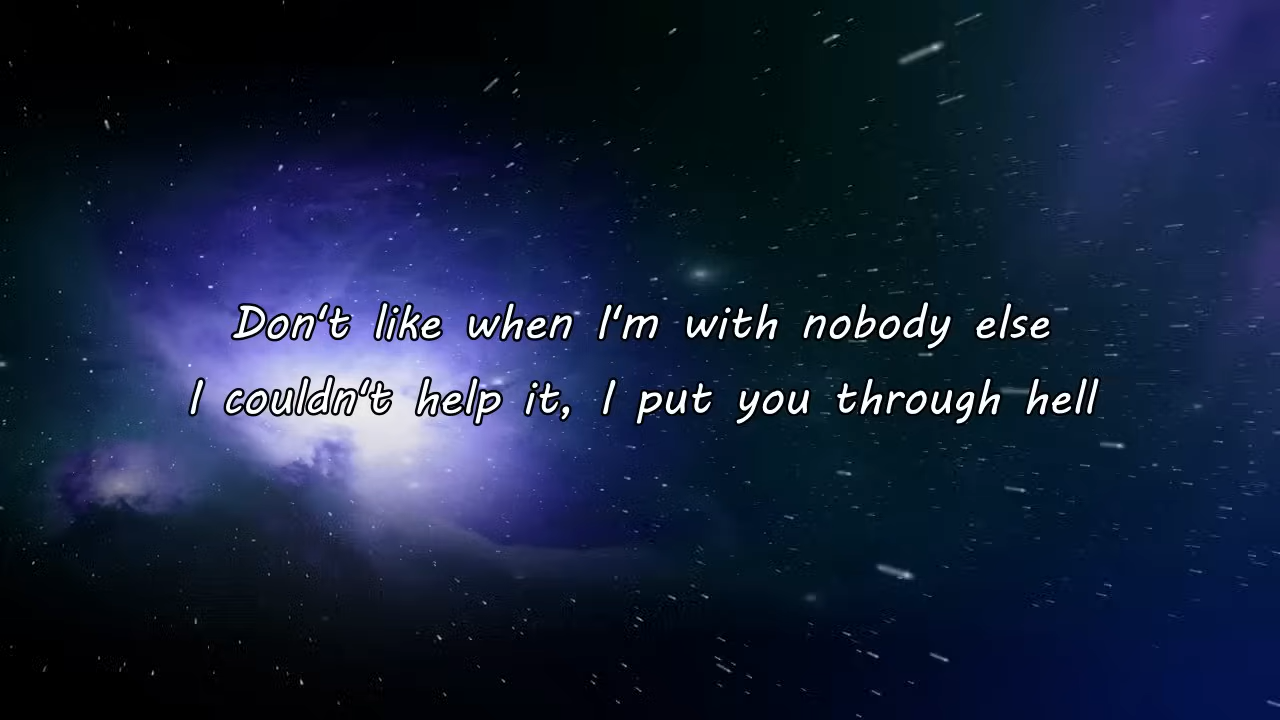 Don't like when I'm with nobody else
I couldn't help it, I put you through hell